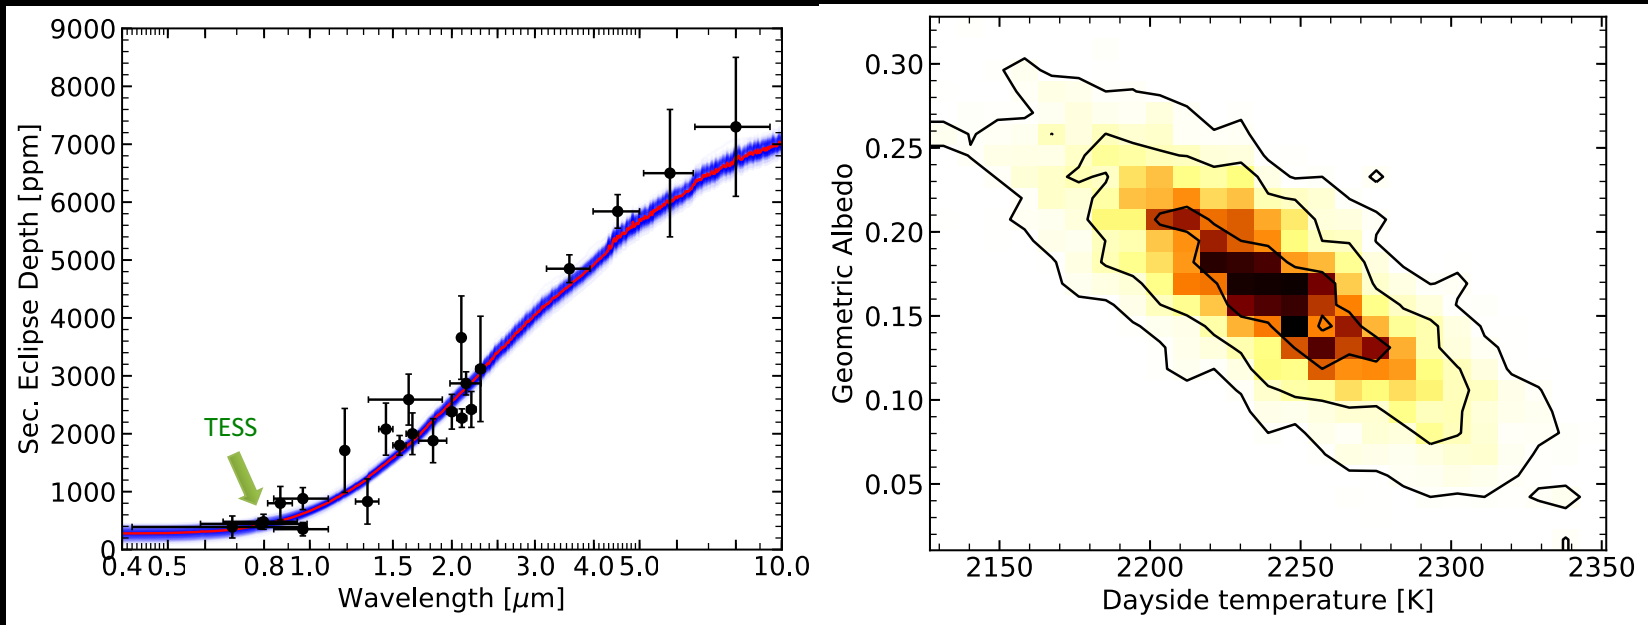 9000
8000
7000
6000
5000
4000
3000
2000
1000
0
Sec. Eclipse Depth [ppm]
TESS
0.4 0.5 0.8 1.0 1.5 2.0 3.0 4.0 5.0 10.0
Wavelength [μm]
0.30
0.25
0.20
0.15
0.10
0.05
Geometric Albedo
2150 2200 2250 2300 2350
Dayside temperature [K]